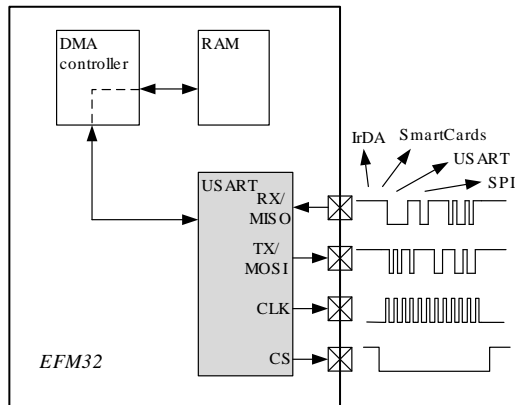 DMA
controller
RAM
IrDA
SmartCards
USART
SPI
USART
RX/
MISO
TX/
MOSI
CLK
CS
EFM32